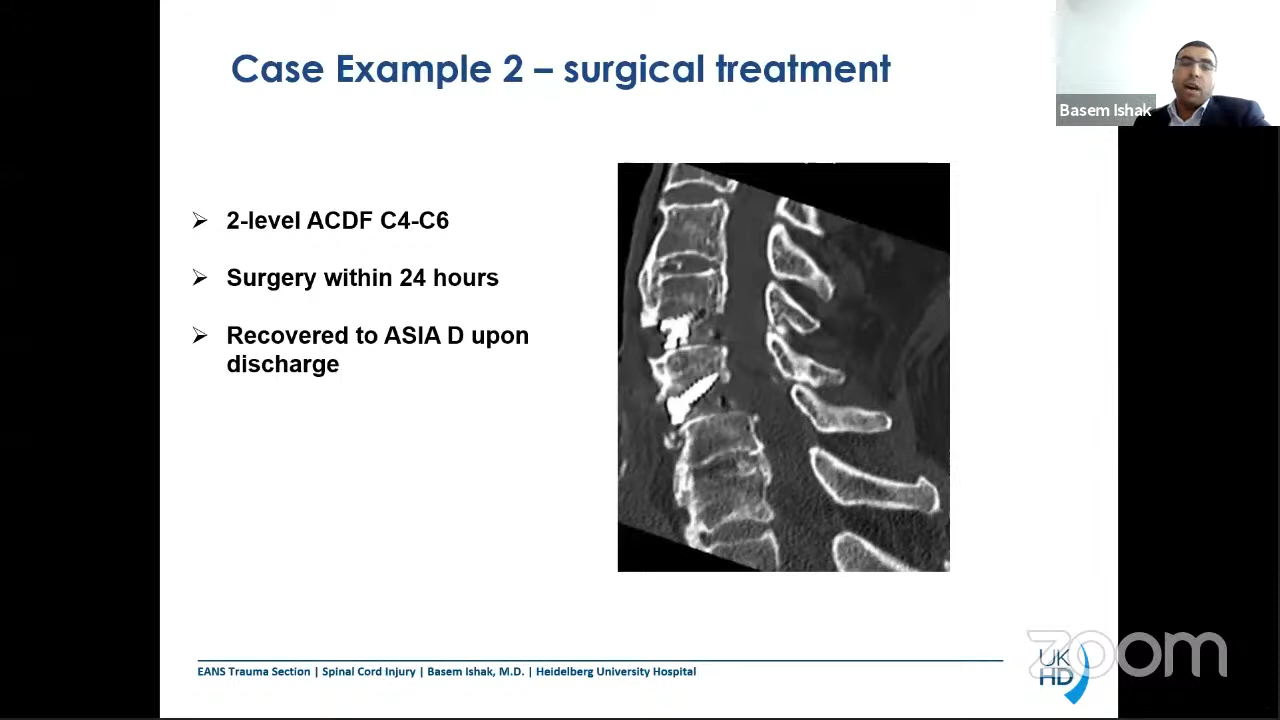 Case Example 2 – surgical treatment
Basem Ishak
➢ 2-level ACDF C4-C6
➢ Surgery within 24 hours
➢ Recovered to ASIA D upon
discharge
EANS Trauma Section | Spinal Cord Injury | Basem Ishak, M.D. | Heidelberg University Hospital
UK
HD
zoom